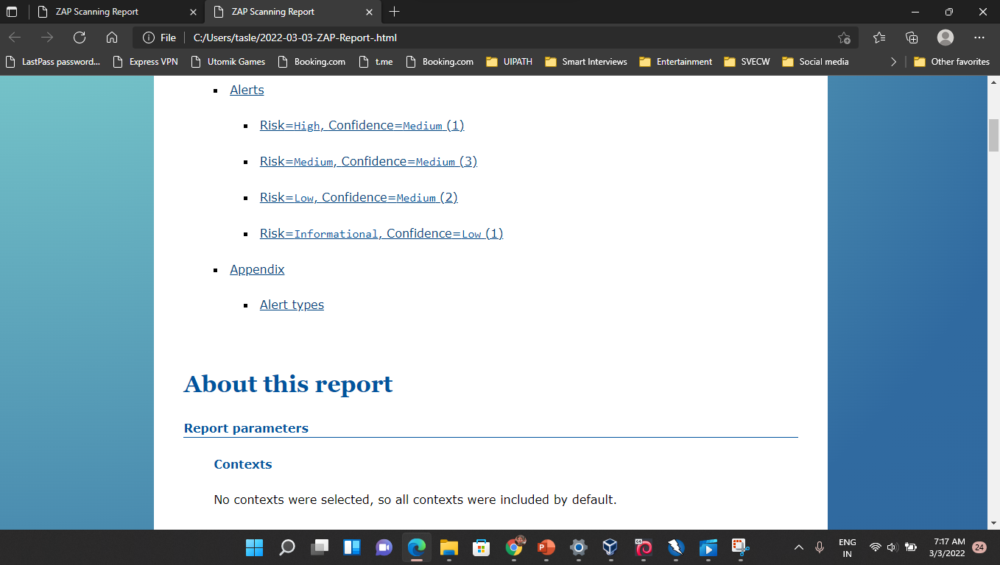 ZAP Scanning Report
ZAP Scanning Report
File
C:/Users/tasle/2022-03-03-ZAP-Report-.html
LastPass password...
Express VPN
Utomik Games
Booking.com
t.me
Booking.com
UIPATH
Smart Interviews
Entertainment
SVECW
Social media
Other favorites
Alerts
Risk=High, Confidence=Medium (1)
Risk=Medium, Confidence=Medium (3)
Risk=Low, Confidence=Medium (2)
Risk=Informational, Confidence=Low (1)
Appendix
Alert types
About this report
Report parameters
Contexts
No contexts were selected, so all contexts were included by default.
ENG
IN
7:17 AM
3/3/2022
24